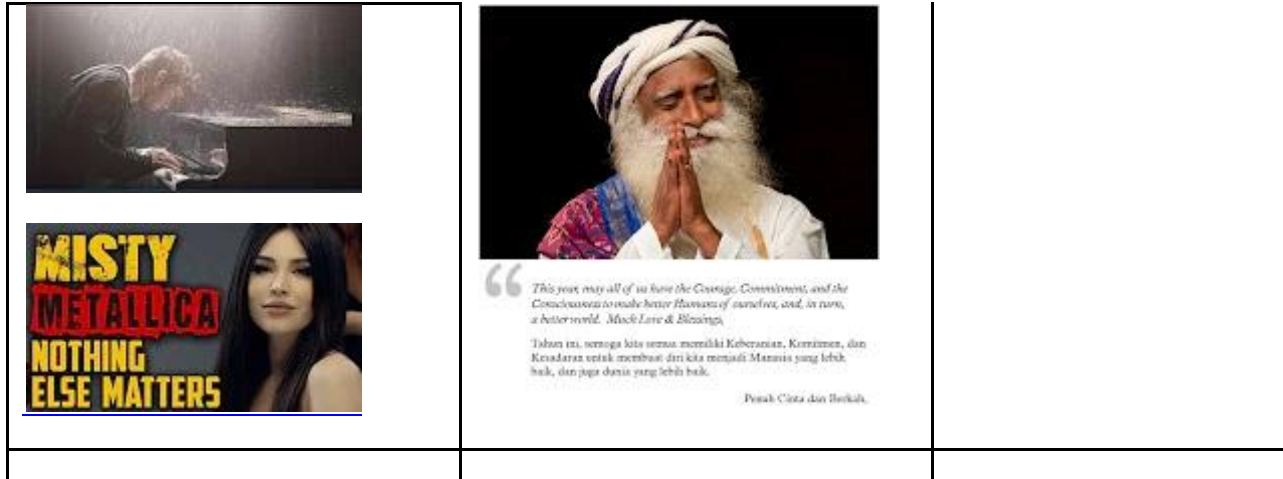 MISTY
METALLICA
NOTHING
ELSE MATTERS
“
This year, may all of us have the Courage, Commitment, and the
Consciousness to make better Humans of ourselves, and, in turn,
a better world. Much Love & Blessings,
Tahun ini, semoga kita semua memiliki Keberanian, Komitmen, dan
Kesadaran untuk membuat diri kita menjadi Manusia yang lebih
baik, dan juga dunia yang lebih baik.
Penuh Cinta dan Berkah,